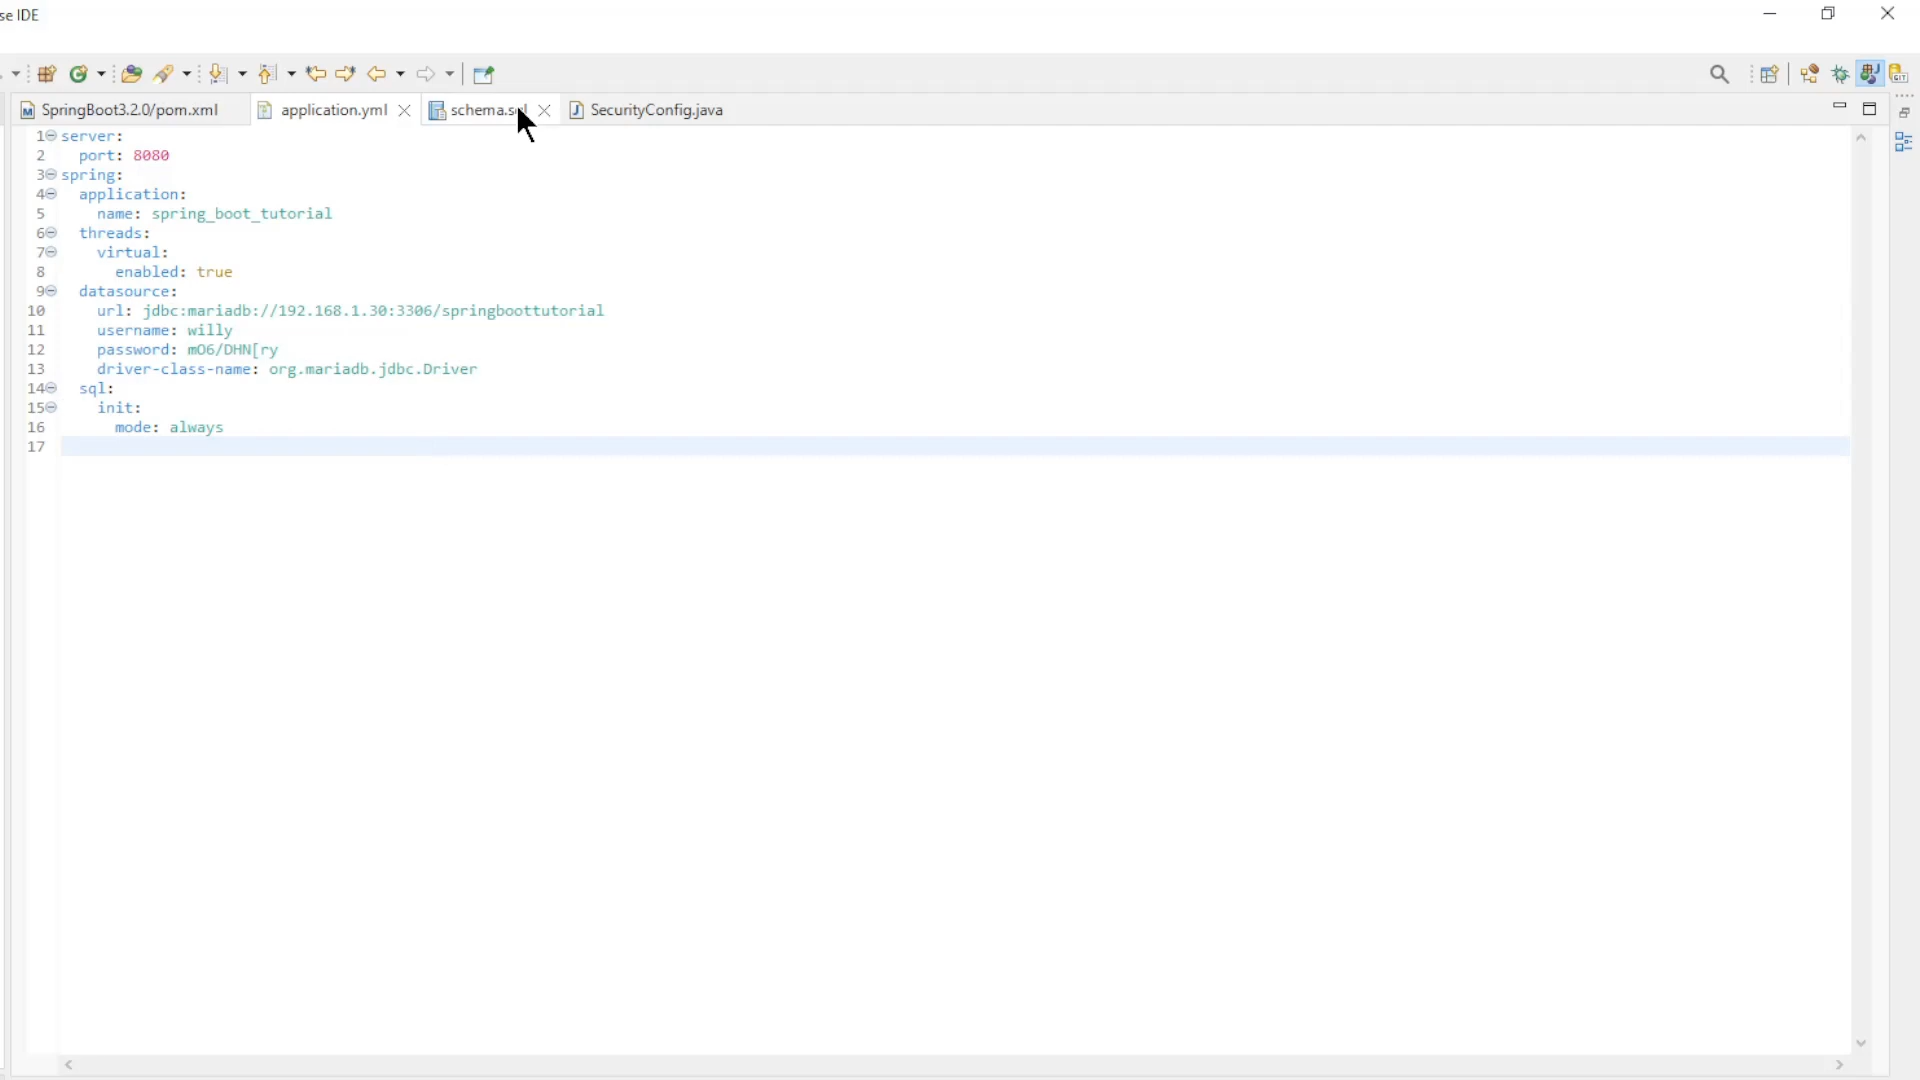 se IDE
SpringBoot3.2.0/pom.xml
application.yml
schema.sql
SecurityConfig.java
1 server:
2 port: 8080
3 spring:
4 application:
5 name: spring_boot_tutorial
6 threads:
7 virtual:
8 enabled: true
9 datasource:
10 url: jdbc:mariadb://192.168.1.30:3306/springboottutorial
11 username: willy
12 password: mO6/DHN[ry
13 driver-class-name: org.mariadb.jdbc.Driver
14 sql:
15 init:
16 mode: always
17